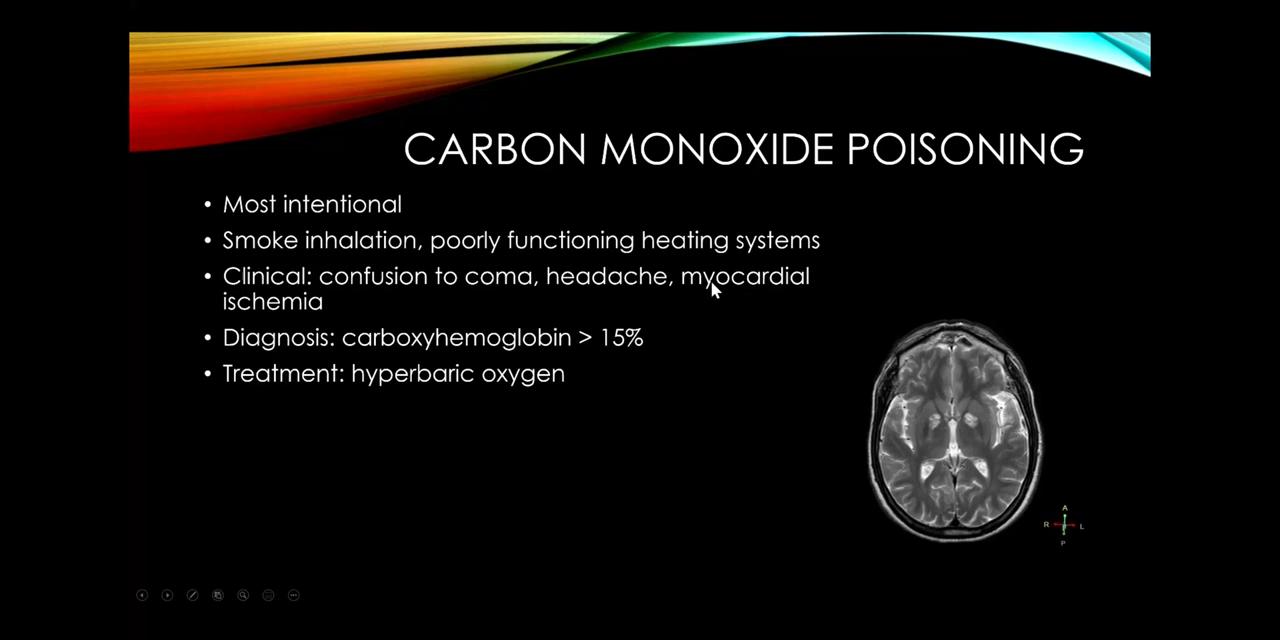 CARBON MONOXIDE POISONING
• Most intentional
• Smoke inhalation, poorly functioning heating systems
• Clinical: confusion to coma, headache, myocardial
ischemia
• Diagnosis: carboxyhemoglobin > 15%
• Treatment: hyperbaric oxygen
A
R L
P